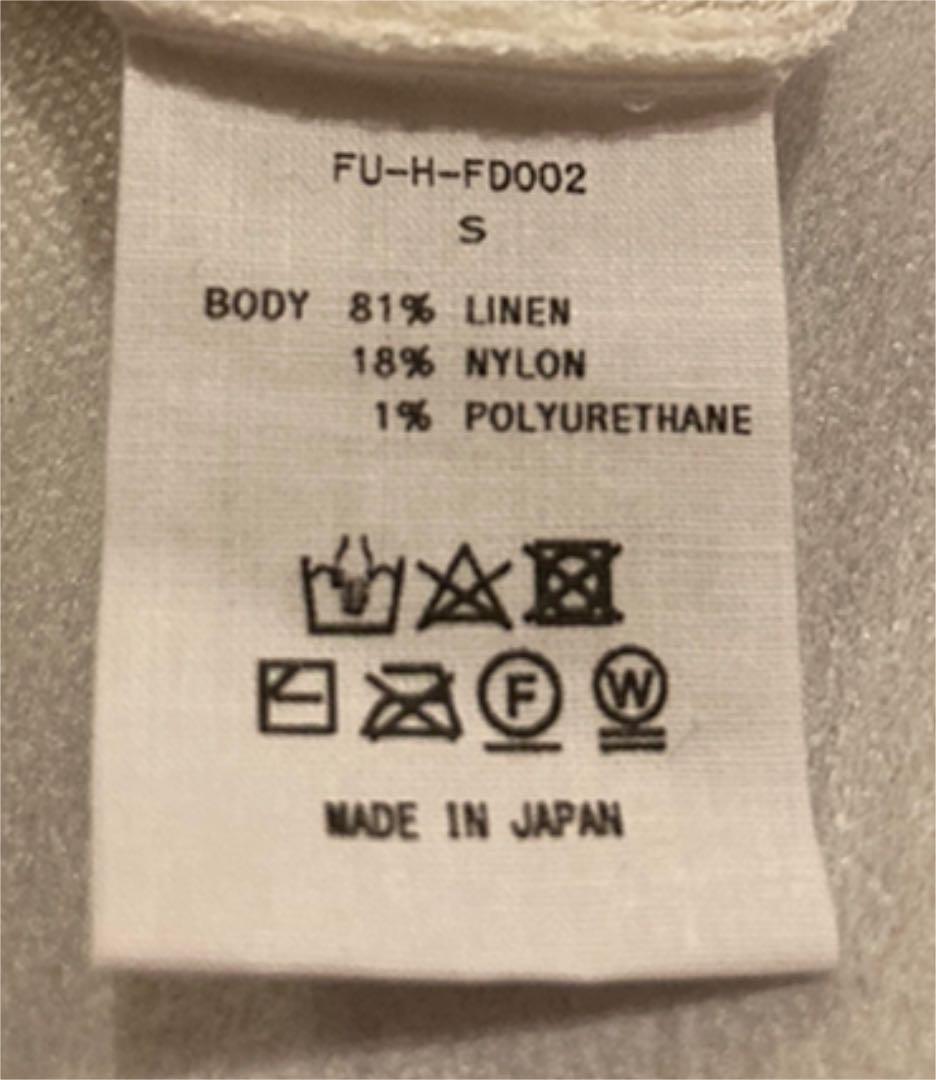 FU-H-FD002
S
BODY 81% LINEN
18% NYLON
1% POLYURETHANE
F W
MADE IN JAPAN